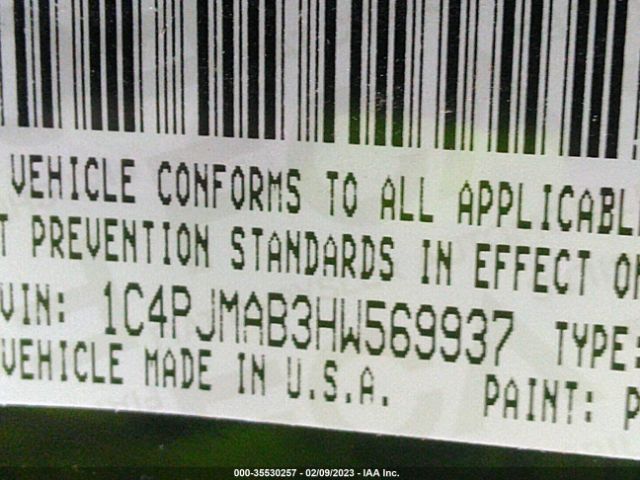 VEHICLE CONFORMS TO ALL APPLICABL
T PREVENTION STANDARDS IN EFFECT O
VIN: 1C4PJMAB3HW569937 TYPE:
VEHICLE MADE IN U.S.A. PAINT: P
000-35530257 - 02/09/2023 - IAA Inc.